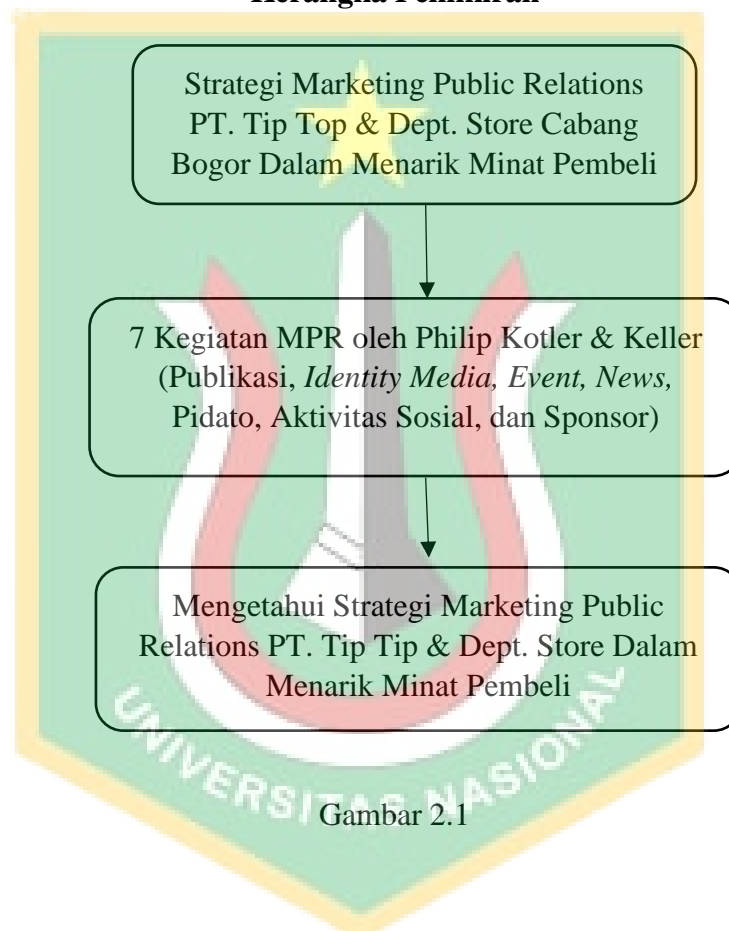 Strategi Marketing Public Relations
PT. Tip Top & Dept. Store Cabang
Bogor Dalam Menarik Minat Pembeli
7 Kegiatan MPR oleh Philip Kotler & Keller
(Publikasi, Identity Media, Event, News,
Pidato, Aktivitas Sosial, dan Sponsor)
Mengetahui Strategi Marketing Public
Relations PT. Tip Tip & Dept. Store Dalam
Menarik Minat Pembeli
UNIVERSITAS NASIONAL
Gambar 2.1